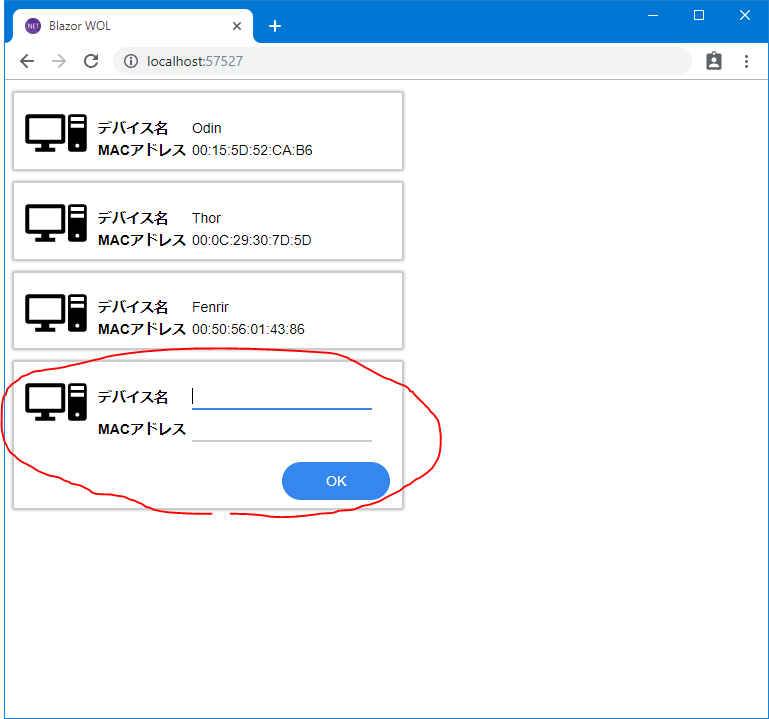 NET Blazor WOL
localhost:57527
デバイス名 Odin
MACアドレス 00:15:5D:52:CA:B6
デバイス名 Thor
MACアドレス 00:0C:29:30:7D:5D
デバイス名 Fenrir
MACアドレス 00:50:56:01:43:86
デバイス名
MACアドレス
OK